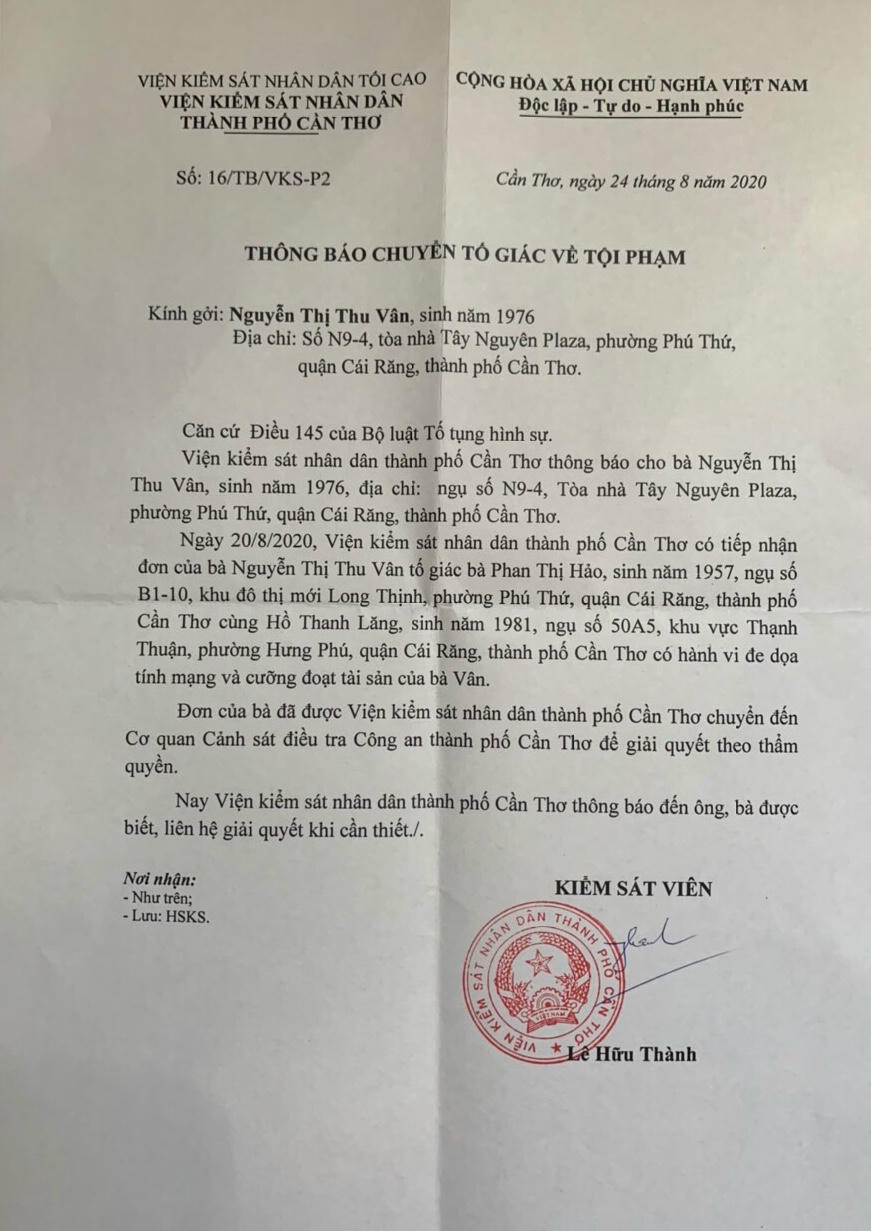 VIỆN KIỂM SÁT NHÂN DÂN TỐI CAO
VIỆN KIỂM SÁT NHÂN DÂN
THÀNH PHỐ CẦN THƠ
Số: 16/TB/VKS-P2
CỘNG HÒA XÃ HỘI CHỦ NGHĨA VIỆT NAM
Độc lập - Tự do - Hạnh phúc
Cần Thơ, ngày 24 tháng 8 năm 2020
THÔNG BÁO CHUYỂN TỐ GIÁC VỀ TỘI PHẠM
Kính gởi: Nguyễn Thị Thu Vân, sinh năm 1976
Địa chỉ: Số N9-4, tòa nhà Tây Nguyên Plaza, phường Phú Thứ,
quận Cái Răng, thành phố Cần Thơ.
Căn cứ Điều 145 của Bộ luật Tố tụng hình sự.
Viện kiểm sát nhân dân thành phố Cần Thơ thông báo cho bà Nguyễn Thị
Thu Vân, sinh năm 1976, địa chỉ: ngụ số N9-4, Tòa nhà Tây Nguyên Plaza,
phường Phú Thứ, quận Cái Răng, thành phố Cần Thơ.
Ngày 20/8/2020, Viện kiểm sát nhân dân thành phố Cần Thơ có tiếp nhận
đơn của bà Nguyễn Thị Thu Vân tố giác bà Phan Thị Hảo, sinh năm 1957, ngụ số
B1-10, khu đô thị mới Long Thịnh, phường Phú Thứ, quận Cái Răng, thành phố
Cần Thơ cùng Hồ Thanh Lăng, sinh năm 1981, ngụ số 50A5, khu vực Thạnh
Thuận, phường Hưng Phú, quận Cái Răng, thành phố Cần Thơ có hành vi đe dọa
tính mạng và cưỡng đoạt tài sản của bà Vân.
Đơn của bà đã được Viện kiểm sát nhân dân thành phố Cần Thơ chuyển đến
Cơ quan Cảnh sát điều tra Công an thành phố Cần Thơ để giải quyết theo thẩm
quyền.
Nay Viện kiểm sát nhân dân thành phố Cần Thơ thông báo đến ông, bà được
biết, liên hệ giải quyết khi cần thiết./.
Nơi nhận:
- Như trên;
- Lưu: HSKS.
KIỂM SÁT VIÊN
VIỆN KIỂM SÁT NHÂN DÂN THÀNH PHỐ CẦN THƠ
VIỆT NAM
Lê Hữu Thành